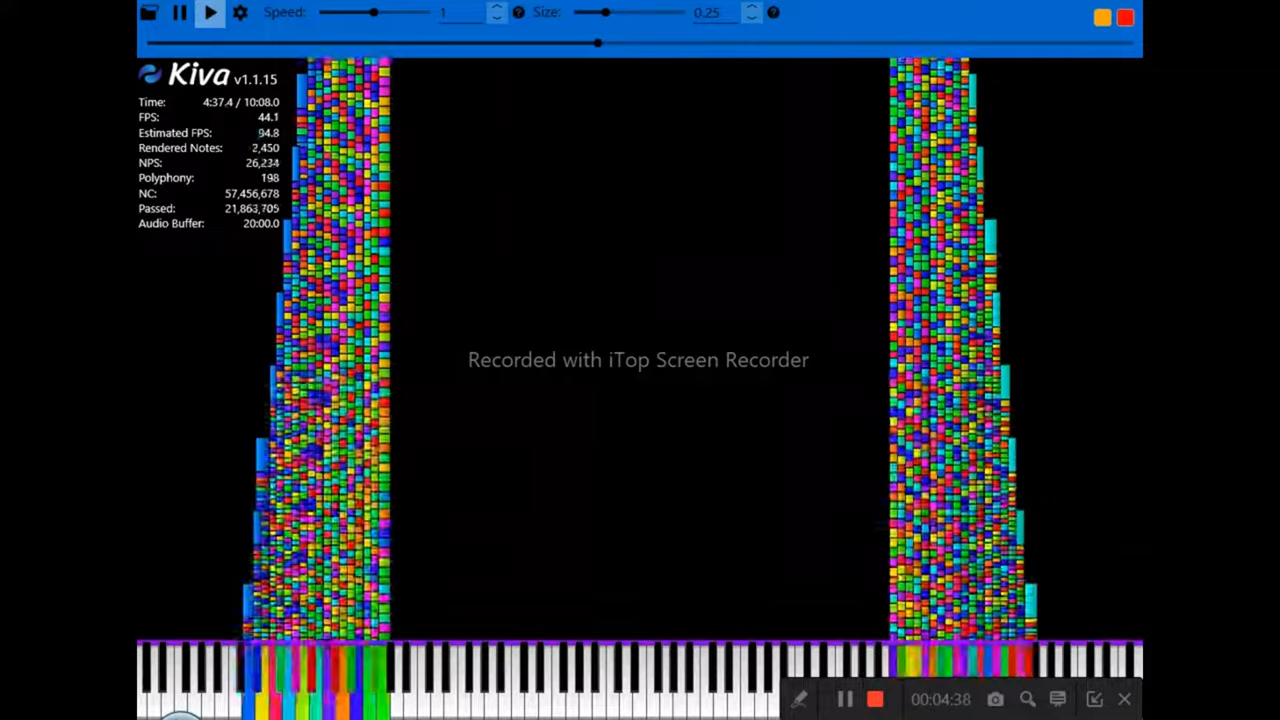 Speed: 1 Size: 0.25
Kiva v1.1.15
Time: 4:37.4 / 10:08.0
FPS: 44.1
Estimated FPS: 94.8
Rendered Notes: 2,450
NPS: 26,234
Polyphony: 198
NC: 57,456,678
Passed: 21,863,705
Audio Buffer: 20:00.0
Recorded with iTop Screen Recorder
00:04:38